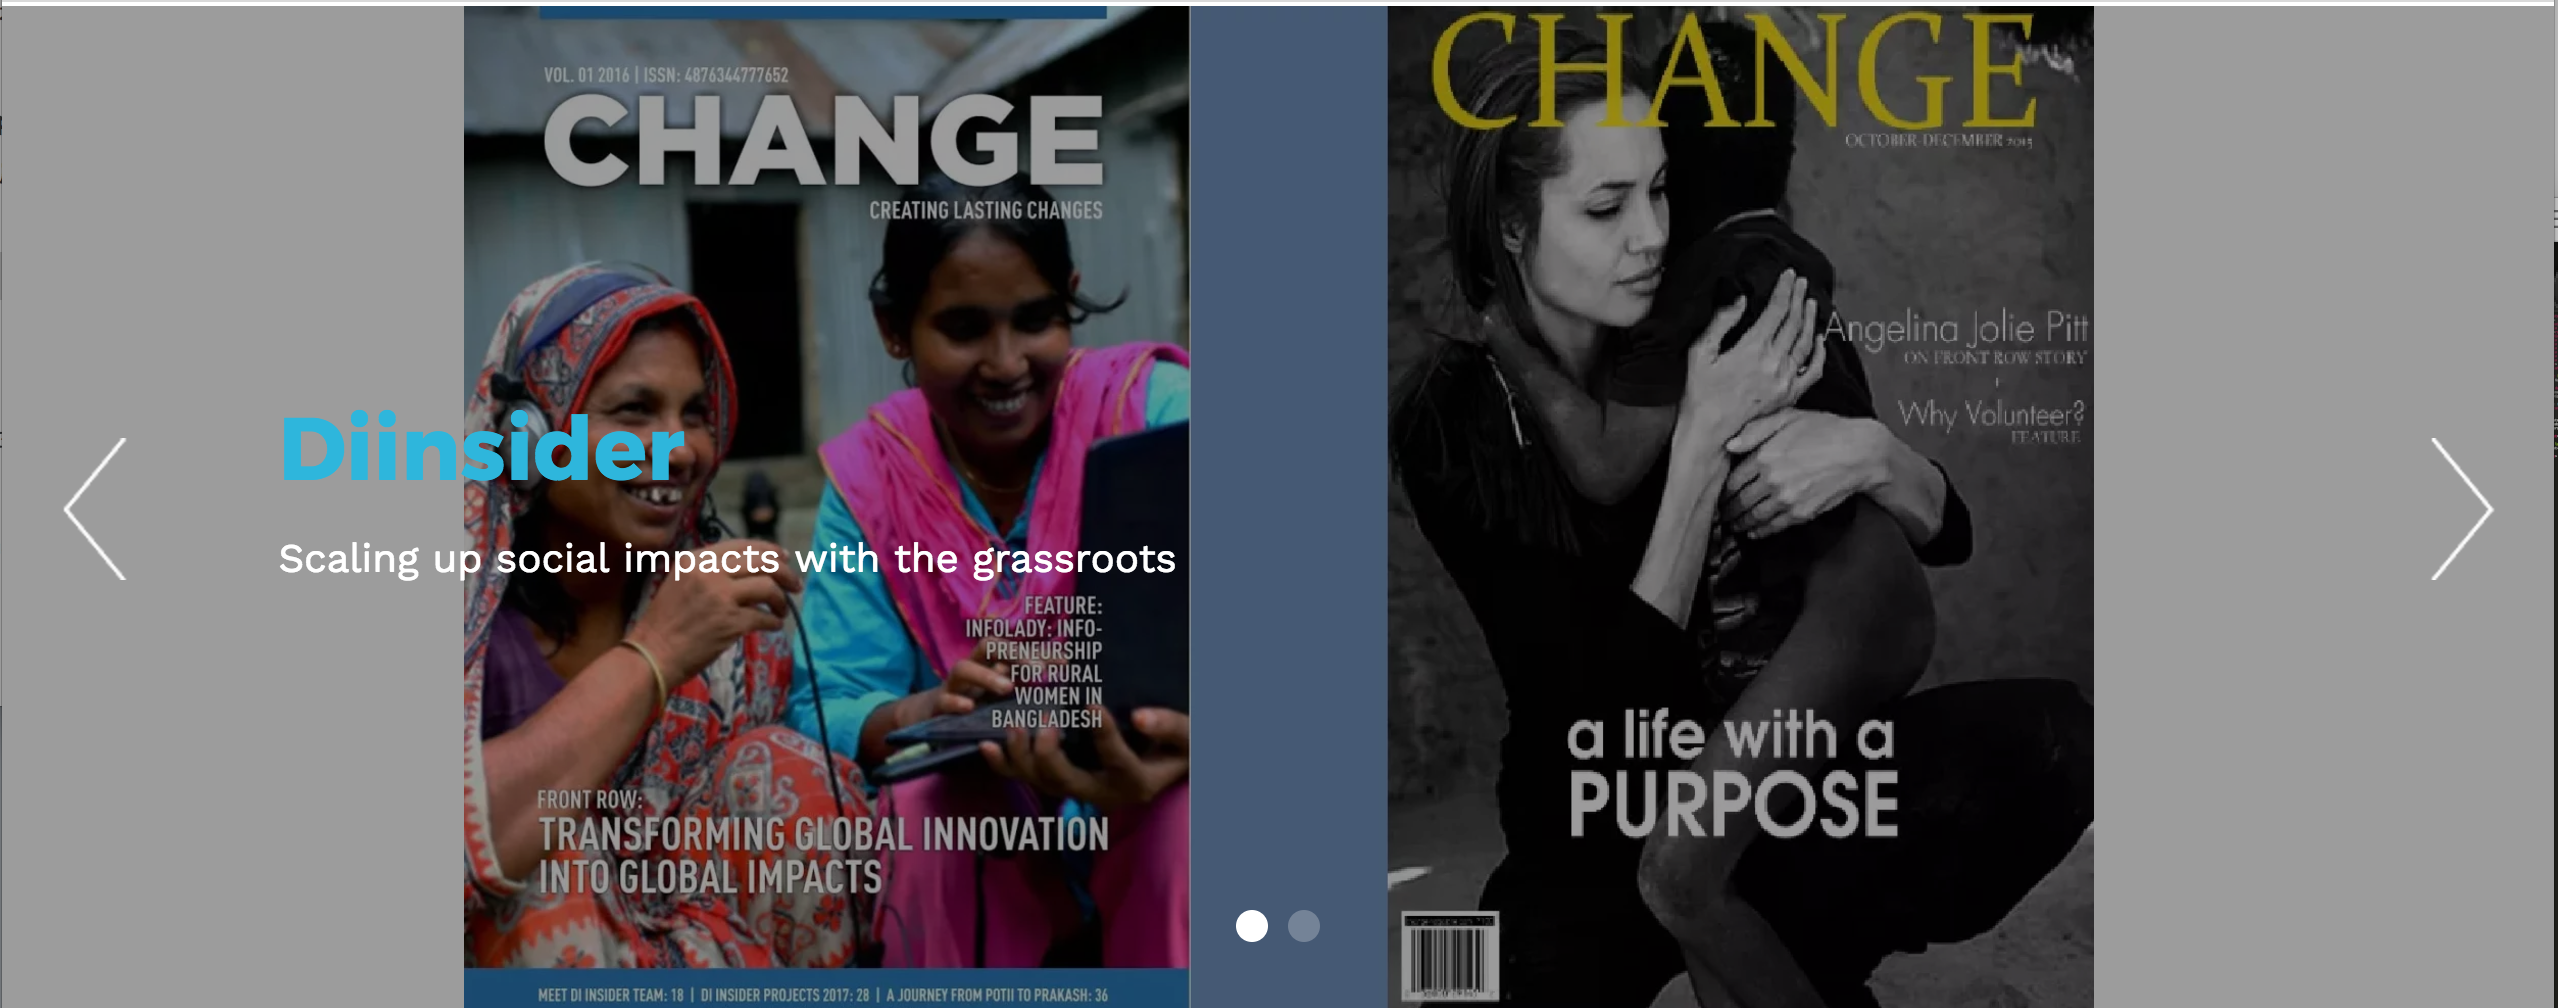 VOL. 01 2016 | ISSN: 4876344777652
CHANGE
CREATING LASTING CHANGES
Diinsider
Scaling up social impacts with the grassroots
FEATURE:
INFOLADY: INFO-
PRENEURSHIP
FOR RURAL
WOMEN IN
BANGLADESH
FRONT ROW:
TRANSFORMING GLOBAL INNOVATION
INTO GLOBAL IMPACTS
MEET DI INSIDER TEAM: 18 | DI INSIDER PROJECTS 2017: 28 | A JOURNEY FROM POTII TO PRAKASH: 36
CHANGE
OCTOBER-DECEMBER 2015
Angelina Jolie Pitt
ON FRONT ROW STORY
Why Volunteer?
FEATURE
a life with a
PURPOSE